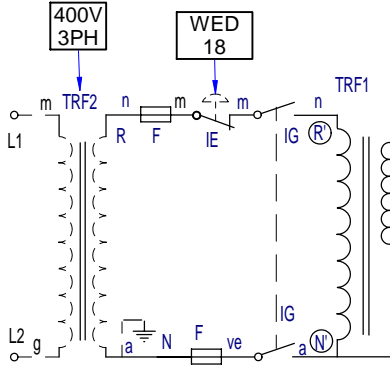 400V
3PH
WED
18
m TRF2 n m m n TRF1
L1 R F IE IG R'
IG
L2 g a N F ve a N'